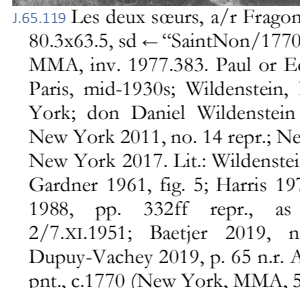 J.65.119 Les deux sœurs, a/r Fragon
80.3x63.5, sd ← “SaintNon/1770
MMA, inv. 1977.383. Paul or Ed
Paris, mid-1930s; Wildenstein,
York; don Daniel Wildenstein
New York 2011, no. 14 repr.; Ne
New York 2017. Lit.: Wildenstei
Gardner 1961, fig. 5; Harris 197
1988, pp. 332ff repr., as
2/7.XI.1951; Baetjer 2019, n
Dupuy-Vachey 2019, p. 65 n.r. A
pnt., c.1770 (New York, MMA, 5